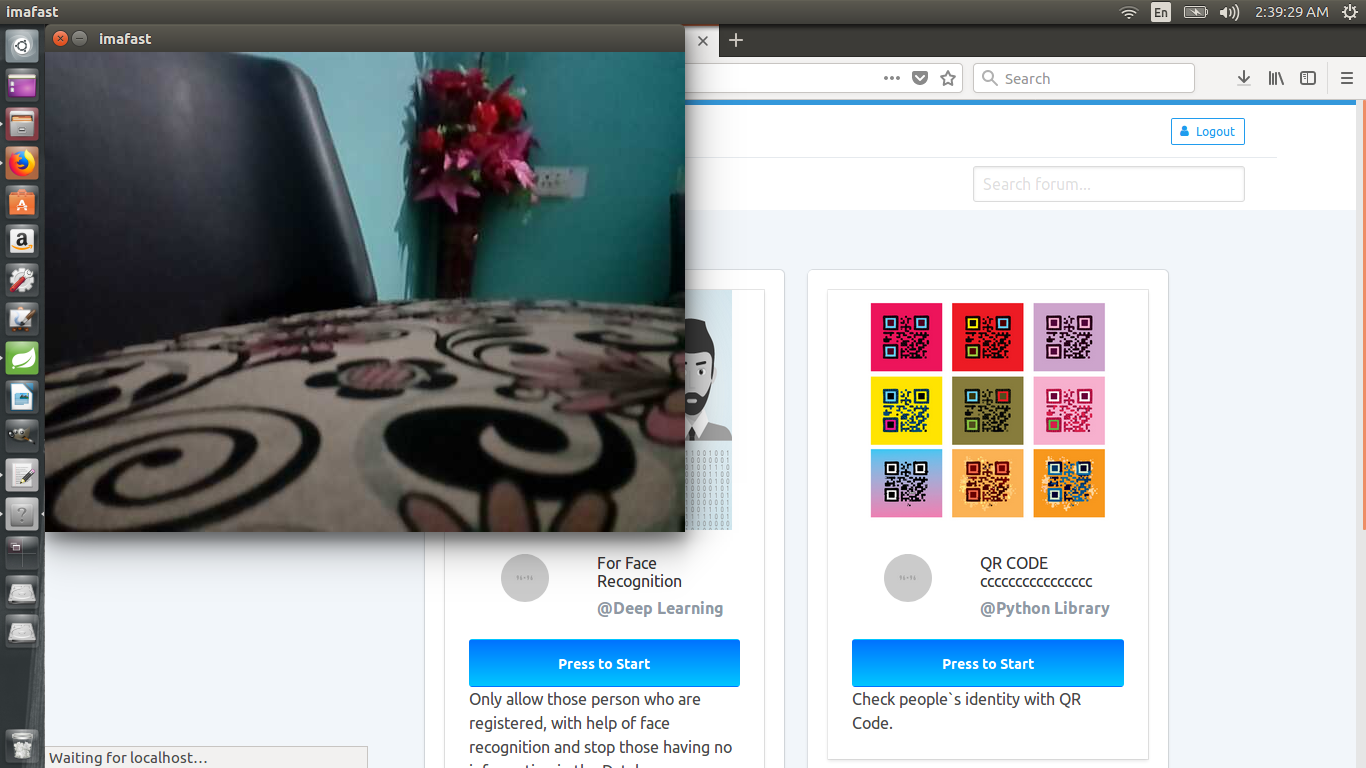 imafast
En
2:39:29 AM
imafast
Search
Logout
Search forum...
For Face
Recognition
@Deep Learning
Press to Start
Only allow those person who are
registered, with help of face
recognition and stop those having no
QR CODE
cccccccccccccccc
@Python Library
Press to Start
Check people`s identity with QR
Code.
Waiting for localhost...